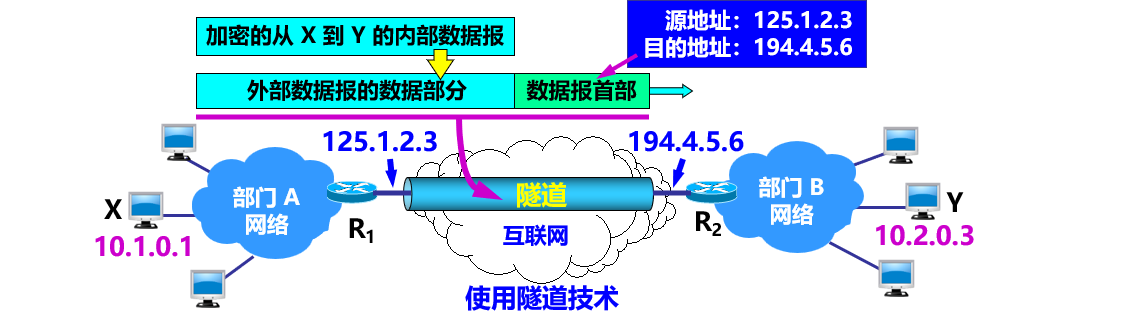 加密的从 X 到 Y 的内部数据报
源地址：125.1.2.3
目的地址：194.4.5.6
外部数据报的数据部分
数据报首部
125.1.2.3
194.4.5.6
部门 A
网络
隧道
部门 B
网络
X
Y
R1
R2
互联网
10.1.0.1
10.2.0.3
使用隧道技术